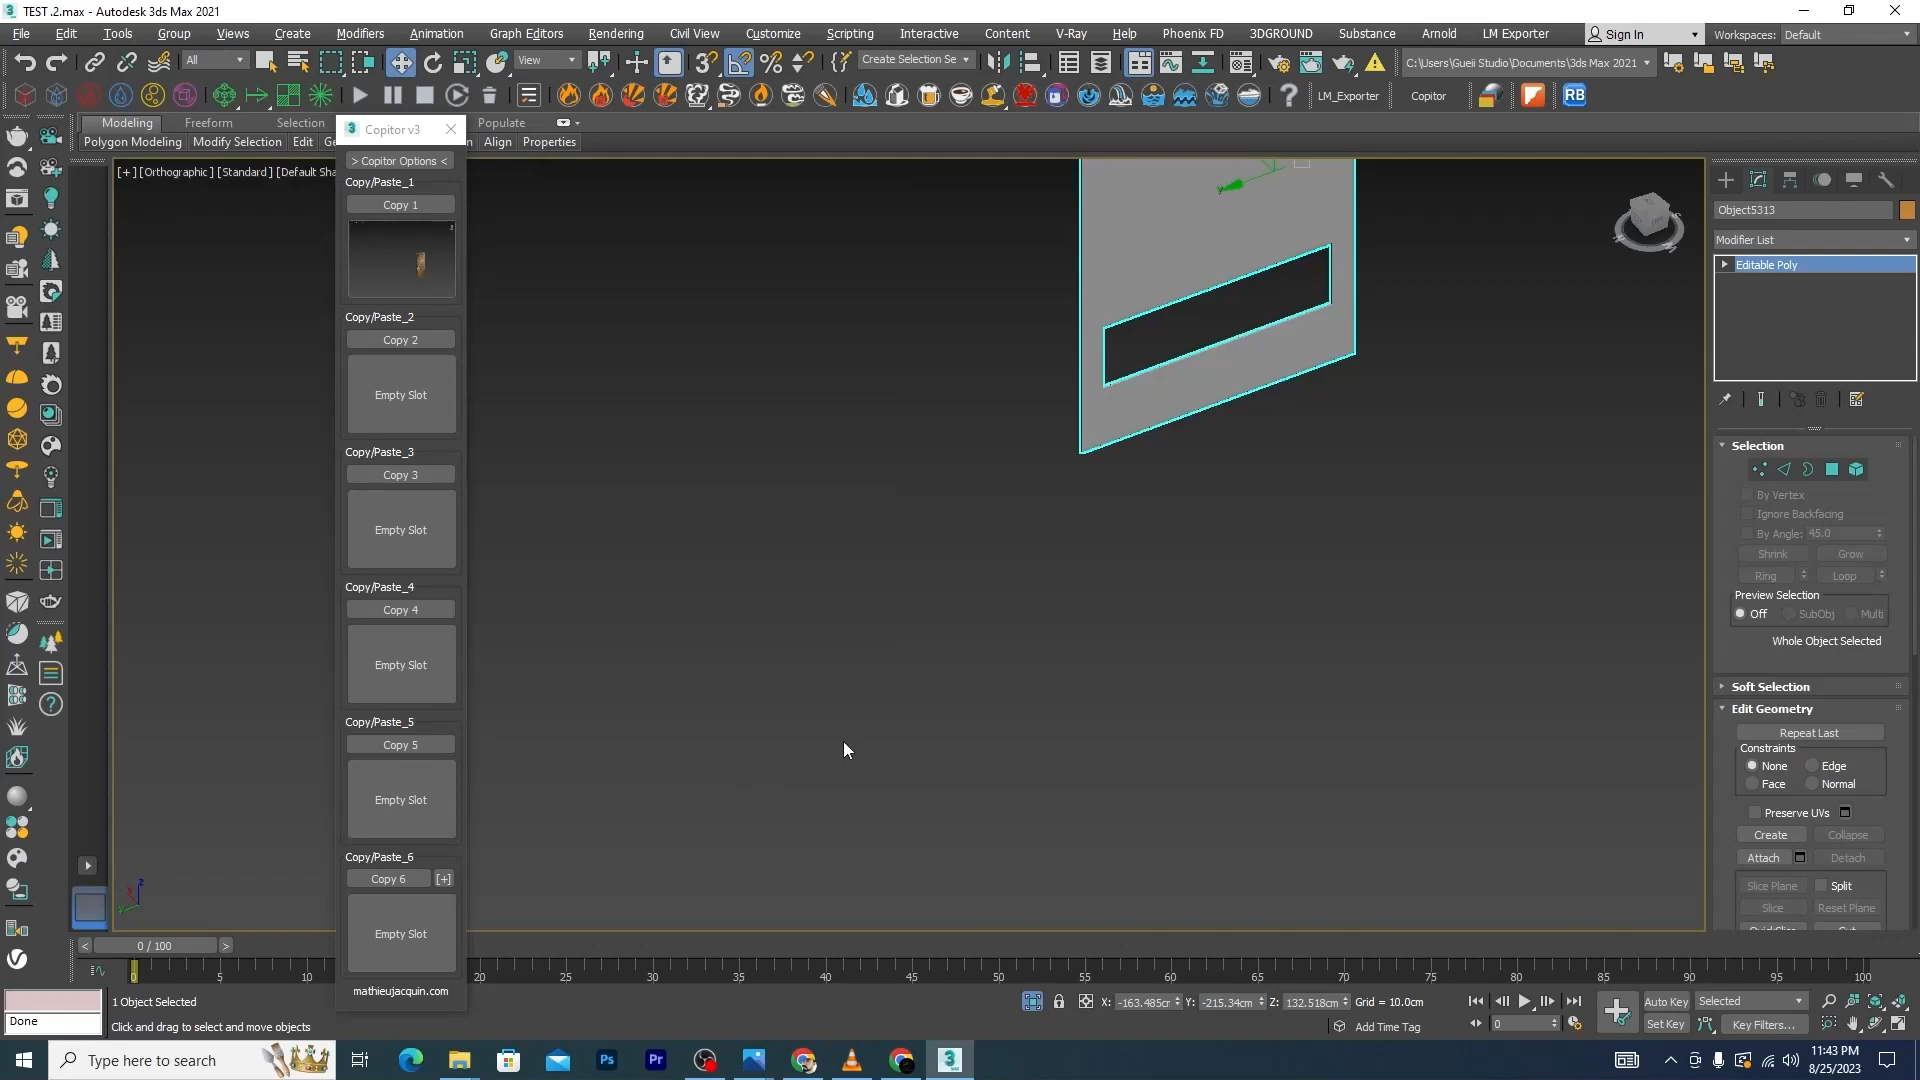 TEST .2.max - Autodesk 3ds Max 2021
File Edit Tools Group Views Create Modifiers Animation Graph Editors Rendering Civil View Customize Scripting Interactive Content V-Ray Help Phoenix FD 3DGROUND Substance Arnold LM Exporter Sign In Workspaces: Default
All View Create Selection Se C:\Users\Gueii Studio\Documents\3ds Max 2021
LM_Exporter Copitor RB
Modeling Freeform Selection Populate
Polygon Modeling Modify Selection Edit Align Properties
Copitor v3
> Copitor Options <
Copy/Paste_1
Copy 1
Copy/Paste_2
Copy 2
Empty Slot
Copy/Paste_3
Copy 3
Empty Slot
Copy/Paste_4
Copy 4
Empty Slot
Copy/Paste_5
Copy 5
Empty Slot
Copy/Paste_6
Copy 6 [+]
Empty Slot
mathieujacquin.com
[+] [Orthographic ] [Standard ] [Default Sha
Object5313
Modifier List
Editable Poly
Selection
By Vertex
Ignore Backfacing
By Angle: 45.0
Shrink Grow
Ring Loop
Preview Selection
Off SubObj Multi
Whole Object Selected
Soft Selection
Edit Geometry
Repeat Last
Constraints
None Edge
Face Normal
Preserve UVs
Create Collapse
Attach Detach
Slice Plane Split
Slice Reset Plane
QuickSlice Cut
< 0 / 100 >
0 5 10 20 25 30 35 40 45 50 55 60 65 70 75 80 85 90 95 100
1 Object Selected
Click and drag to select and move objects
Done
X: -163.485cm Y: -215.34cm Z: 132.518cm Grid = 10.0cm
Add Time Tag
0
Auto Key Selected
Set Key Key Filters...
Type here to search
Ps Pr 3
11:43 PM
8/25/2023